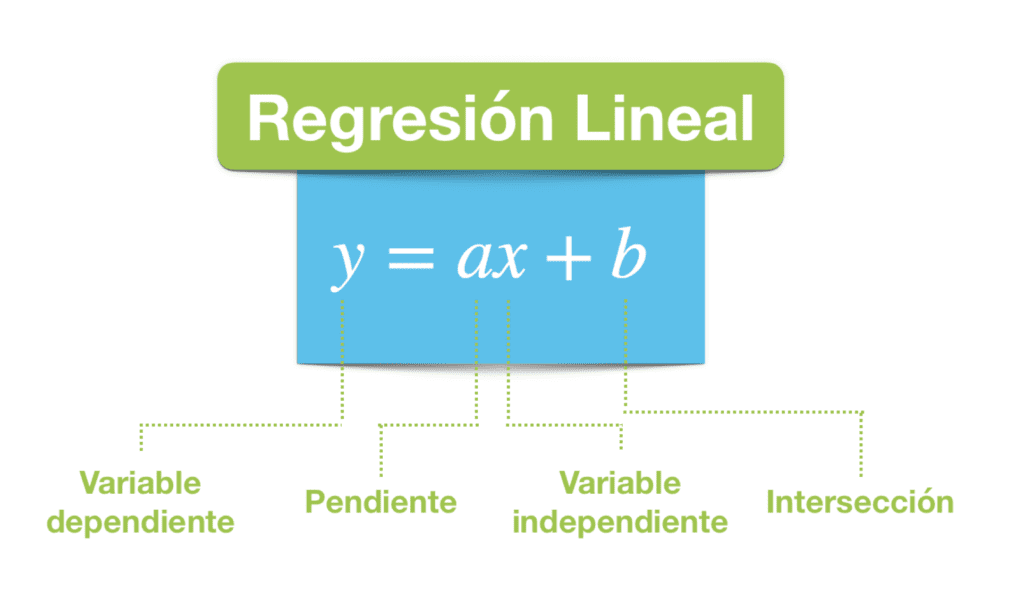 Regresión Lineal
y = ax + b
Variable
dependiente
Pendiente
Variable
independiente
Intersección